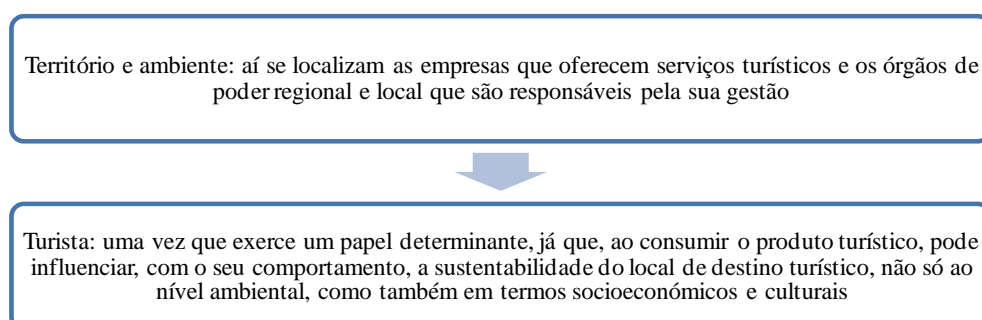 Território e ambiente: aí se localizam as empresas que oferecem serviços turísticos e os órgãos de
poder regional e local que são responsáveis pela sua gestão
Turista: uma vez que exerce um papel determinante, já que, ao consumir o produto turístico, pode
influenciar, com o seu comportamento, a sustentabilidade do local de destino turístico, não só ao
nível ambiental, como também em termos socioeconómicos e culturais